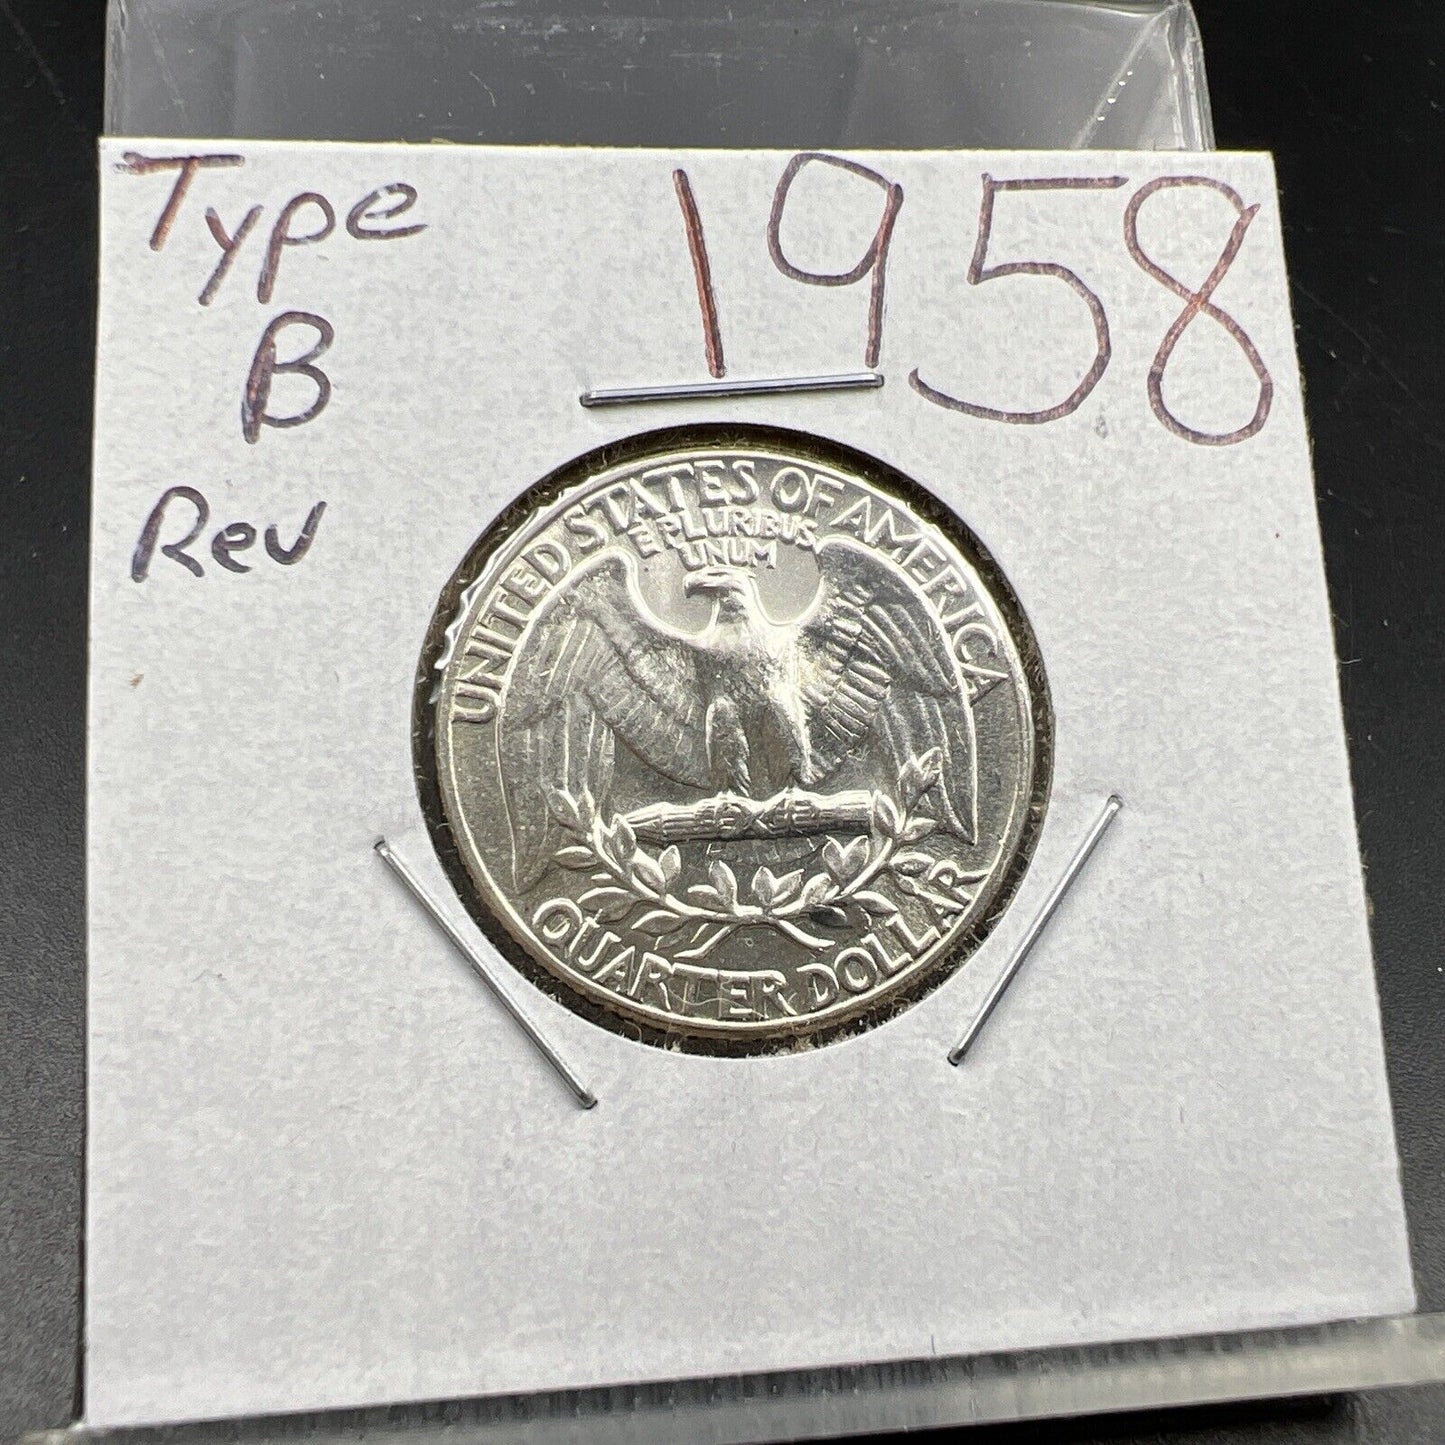 Type 1958
B
Rev
UNITED STATES OF AMERICA
E PLURIBUS
UNUM
QUARTER DOLLAR